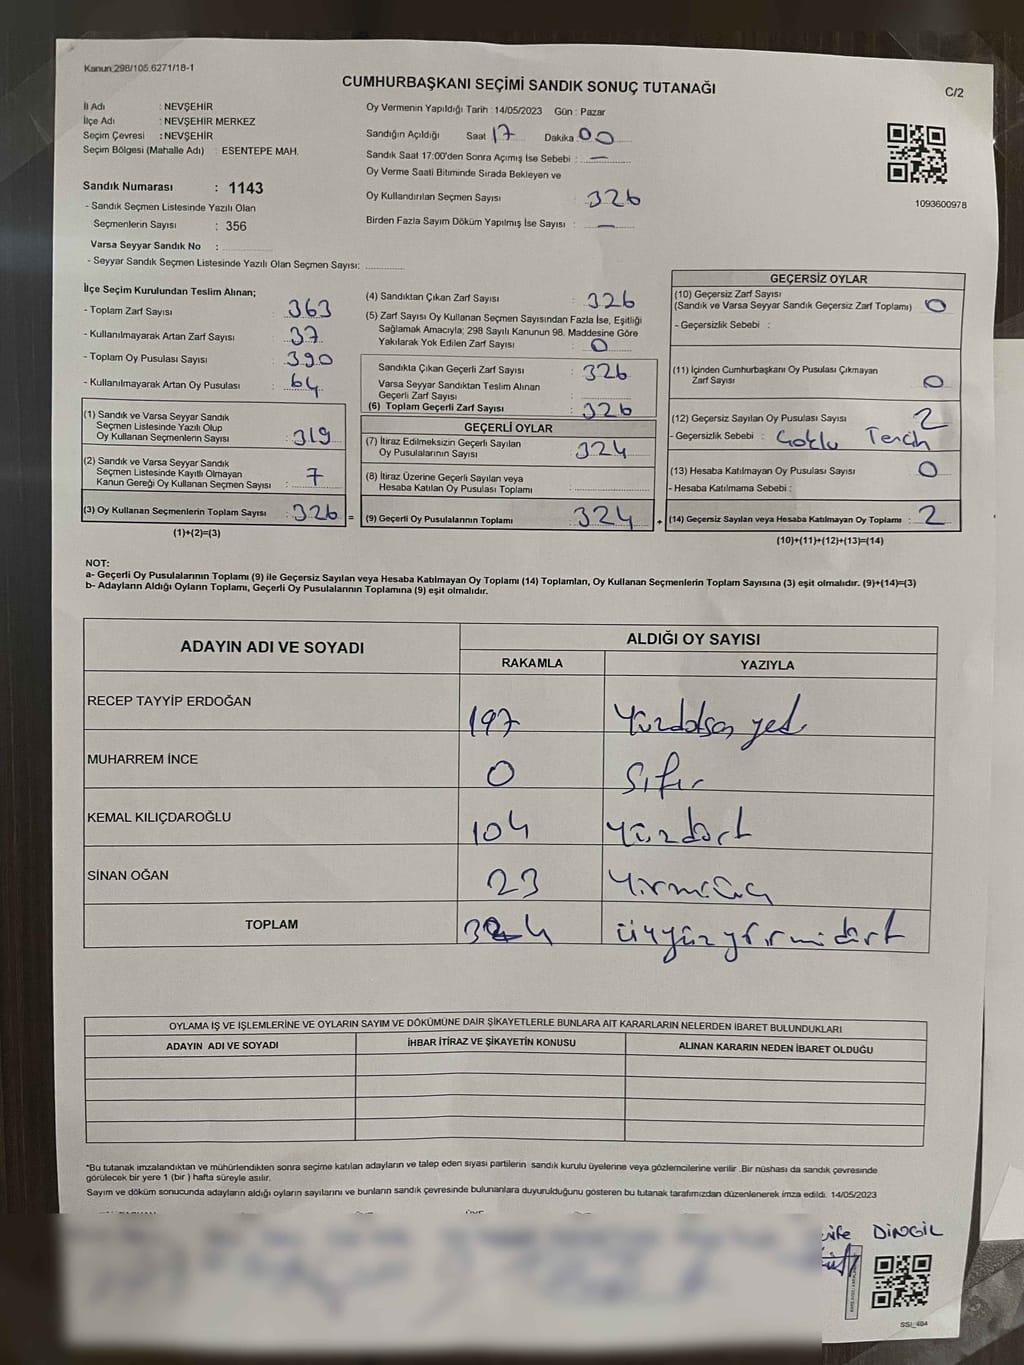 Kanun 298/105,6271/18-1
CUMHURBAŞKANI SEÇİMİ SANDIK SONUÇ TUTANAĞI
C/2
İl Adı : NEVŞEHİR
İlçe Adı : NEVŞEHİR MERKEZ
Seçim Çevresi : NEVŞEHİR
Seçim Bölgesi (Mahalle Adı) : ESENTEPE MAH.
Sandık Numarası : 1143
- Sandık Seçmen Listesinde Yazılı Olan
Seçmenlerin Sayısı : 356
Varsa Seyyar Sandık No :
- Seyyar Sandık Seçmen Listesinde Yazılı Olan Seçmen Sayısı:
Oy Vermenin Yapıldığı Tarih : 14/05/2023 Gün : Pazar
Sandığın Açıldığı Saat 17 Dakika 00
Sandık Saat 17:00'den Sonra Açımış İse Sebebi : —
Oy Verme Saati Bitiminde Sırada Bekleyen ve
Oy Kullandırılan Seçmen Sayısı : 326
Birden Fazla Sayım Döküm Yapılmış İse Sayısı : —
1093600978
İlçe Seçim Kurulundan Teslim Alınan;
- Toplam Zarf Sayısı : 363
- Kullanılmayarak Artan Zarf Sayısı : 37
- Toplam Oy Pusulası Sayısı : 390
- Kullanılmayarak Artan Oy Pusulası : 64
(1) Sandık ve Varsa Seyyar Sandık
Seçmen Listesinde Yazılı Olup
Oy Kullanan Seçmenlerin Sayısı : 319
(2) Sandık ve Varsa Seyyar Sandık
Seçmen Listesinde Kayıtlı Olmayan
Kanun Gereği Oy Kullanan Seçmen Sayısı : 7
(3) Oy Kullanan Seçmenlerin Toplam Sayısı : 326 =
(1)+(2)=(3)
(4) Sandıktan Çıkan Zarf Sayısı : 326
(5) Zarf Sayısı Oy Kullanan Seçmen Sayısından Fazla İse, Eşitliği
Sağlamak Amacıyla; 298 Sayılı Kanunun 98. Maddesine Göre
Yakılarak Yok Edilen Zarf Sayısı : 0
Sandıkta Çıkan Geçerli Zarf Sayısı : 326
Varsa Seyyar Sandıktan Teslim Alınan
Geçerli Zarf Sayısı :
(6) Toplam Geçerli Zarf Sayısı : 326
GEÇERLİ OYLAR
(7) İtiraz Edilmeksizin Geçerli Sayılan
Oy Pusulalarının Sayısı : 324
(8) İtiraz Üzerine Geçerli Sayılan veya
Hesaba Katılan Oy Pusulası Toplamı :
(9) Geçerli Oy Pusulalarının Toplamı : 324 +
GEÇERSİZ OYLAR
(10) Geçersiz Zarf Sayısı
(Sandık ve Varsa Seyyar Sandık Geçersiz Zarf Toplamı) : 0
- Geçersizlik Sebebi :
(11) İçinden Cumhurbaşkanı Oy Pusulası Çıkmayan
Zarf Sayısı : 0
(12) Geçersiz Sayılan Oy Pusulası Sayısı : 2
- Geçersizlik Sebebi : Çoklu Tercih
(13) Hesaba Katılmayan Oy Pusulası Sayısı : 0
- Hesaba Katılmama Sebebi :
(14) Geçersiz Sayılan veya Hesaba Katılmayan Oy Toplamı : 2
(10)+(11)+(12)+(13)=(14)
NOT:
a- Geçerli Oy Pusulalarının Toplamı (9) ile Geçersiz Sayılan veya Hesaba Katılmayan Oy Toplamı (14) Toplamları, Oy Kullanan Seçmenlerin Toplam Sayısına (3) eşit olmalıdır. (9)+(14)=(3)
b- Adayların Aldığı Oyların Toplamı, Geçerli Oy Pusulalarının Toplamına (9) eşit olmalıdır.
ADAYIN ADI VE SOYADI
ALDIĞI OY SAYISI
RAKAMLA YAZIYLA
RECEP TAYYİP ERDOĞAN 197 Yüzdoksan yedi
MUHARREM İNCE 0 Sıfır
KEMAL KILIÇDAROĞLU 104 Yüzdört
SİNAN OĞAN 23 Yirmiüç
TOPLAM 324 üçyüzyirmidört
OYLAMA İŞ VE İŞLEMLERİNE VE OYLARIN SAYIM VE DÖKÜMÜNE DAİR ŞİKAYETLERLE BUNLARA AİT KARARLARIN NELERDEN İBARET BULUNDUKLARI
ADAYIN ADI VE SOYADI İHBAR İTİRAZ VE ŞİKAYETİN KONUSU ALINAN KARARIN NEDEN İBARET OLDUĞU
*Bu tutanak imzalandıktan ve mühürlendikten sonra seçime katılan adayların ve talep eden siyasi partilerin sandık kurulu üyelerine veya gözlemcilerine verilir. Bir nüshası da sandık çevresinde
görülecek bir yere 1 (bir) hafta süreyle asılır.
Sayım ve döküm sonucunda adayların aldığı oyların sayılarını ve bunların sandık çevresinde bulunanlara duyurulduğunu gösteren bu tutanak tarafımızdan düzenlenerek imza edildi. 14/05/2023
DİNGİL
SSİ_404